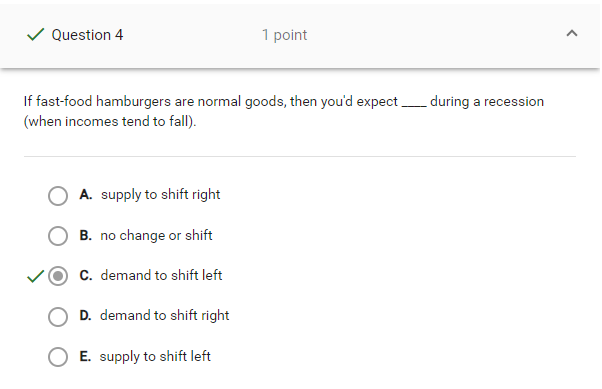 Question 4 1 point
If fast-food hamburgers are normal goods, then you'd expect ____ during a recession
(when incomes tend to fall).
A. supply to shift right
B. no change or shift
C. demand to shift left
D. demand to shift right
E. supply to shift left